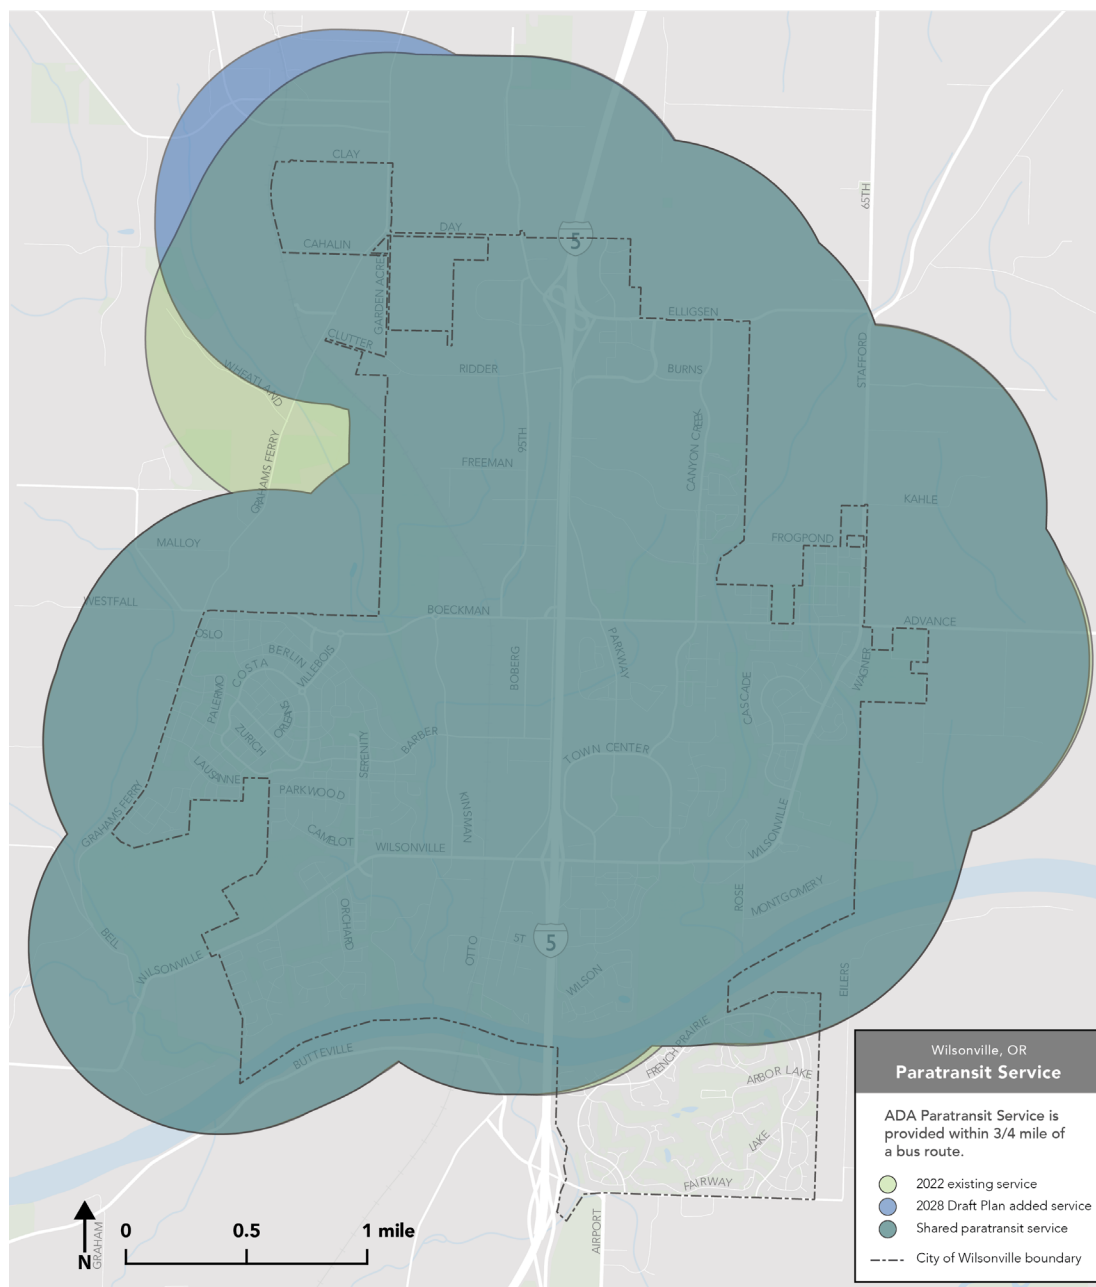 CLAY
65TH
DAY
5
CAHALIN
GARDEN ACRES
ELLIGSEN
CLUTTER
STAFFORD
WHEATLAND
RIDDER
BURNS
95TH
CANYON CREEK
GRAHAMS FERRY
FREEMAN
KAHLE
MALLOY
FROGPOND
WESTFALL
BOECKMAN
ADVANCE
OSLO
BERLIN
COSTA
VILLEBOIS
PARKWAY
BOBERG
WAGNER
PALERMO
ORLEANS
CASCADE
ZURICH
BARBER
SERENITY
TOWN CENTER
LAUSANNE
PARKWOOD
GRAHAMS FERRY
KINSMAN
CAMELOT
WILSONVILLE
WILSONVILLE
ROSE
MONTGOMERY
ORCHARD
BELL
OTTO
ST
5
WILSONVILLE
WILSON
EILERS
BUTTEVILLE
FRENCH PRAIRIE
ARBOR LAKE
LAKE
FAIRWAY
AIRPORT
GRAHAM
N
0 0.5 1 mile
Wilsonville, OR
Paratransit Service
ADA Paratransit Service is
provided within 3/4 mile of
a bus route.
2022 existing service
2028 Draft Plan added service
Shared paratransit service
City of Wilsonville boundary